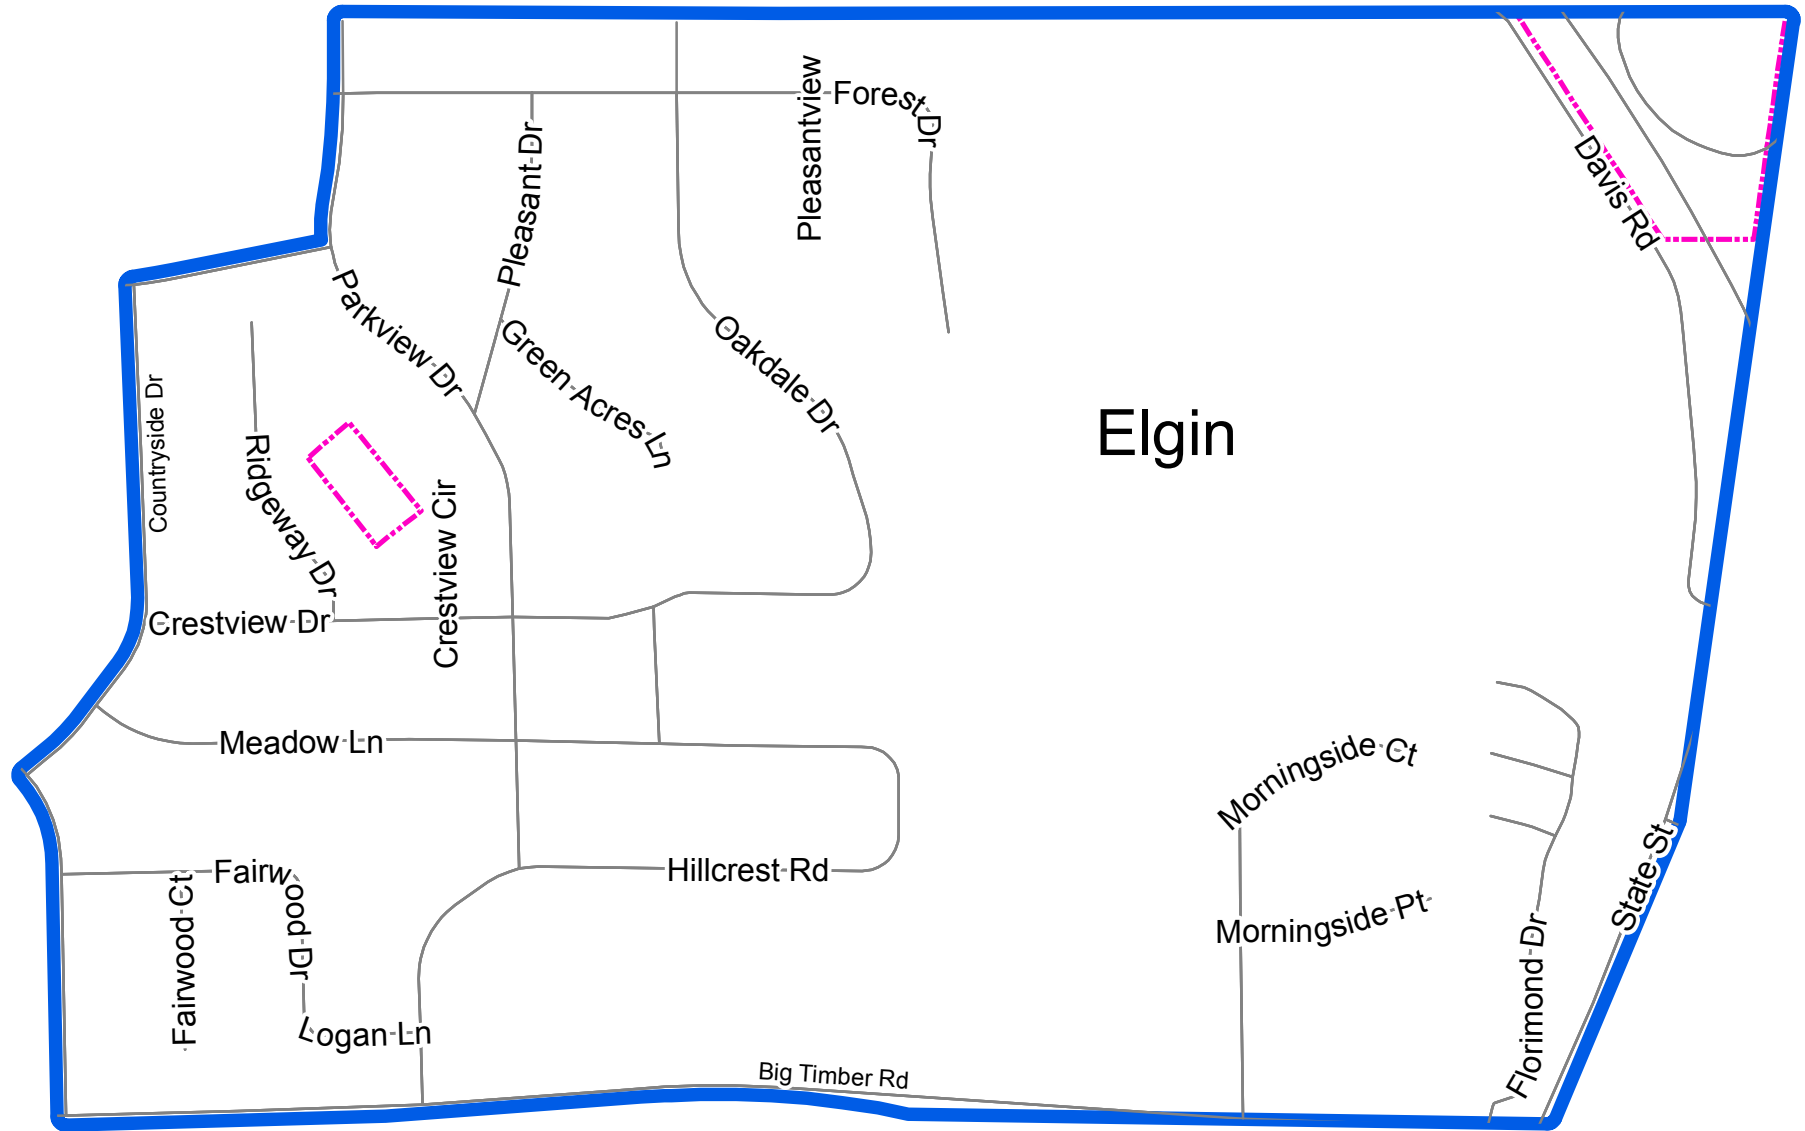 Pleasantview
Forest Dr
Pleasant Dr
Davis Rd
Parkview Dr
Green Acres Ln
Oakdale Dr
Countryside Dr
Elgin
Ridgeway Dr
Crestview Cir
Crestview Dr
Meadow Ln
Morningside Ct
Fairwood Dr
Hillcrest Rd
State St
Fairwood Ct
Morningside Pt
Florimond Dr
Logan Ln
Big Timber Rd